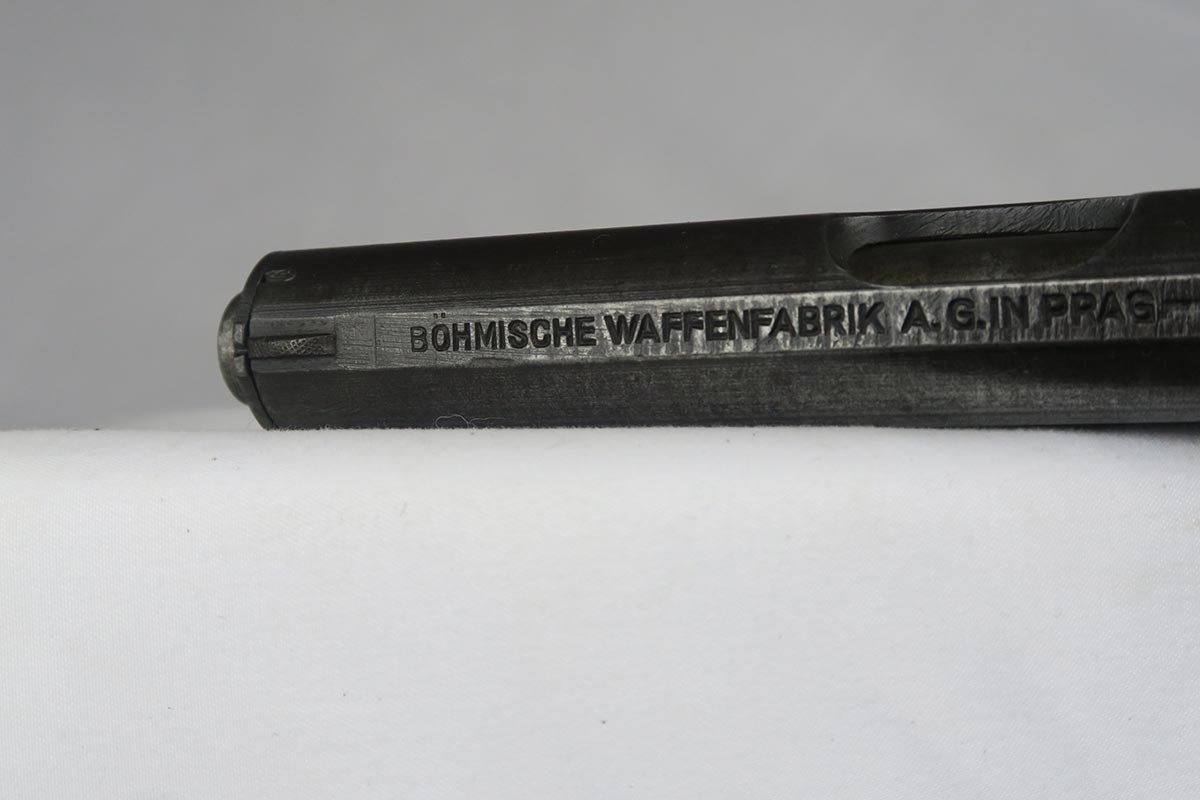 BÖHMISCHE WAFFENFABRIK A. G. IN PRAG